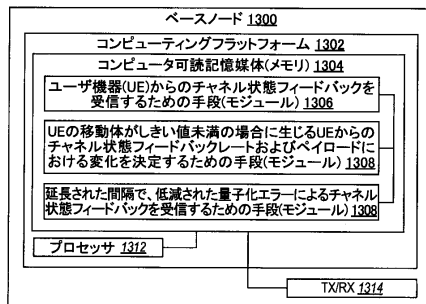 ベースノード 1300
コンピューティングプラットフォーム 1302
コンピュータ可読記憶媒体(メモリ) 1304
ユーザ機器(UE)からのチャネル状態フィードバックを
受信するための手段(モジュール)
1306
UEの移動体がしきい値未満の場合に生じるUEからの
チャネル状態フィードバックレートおよびペイロードに
おける変化を決定するための手段(モジュール)
1308
延長された間隔で、低減された量子化エラーによるチャネル
状態フィードバックを受信するための手段(モジュール) 1308
プロセッサ 1312
TX/RX 1314